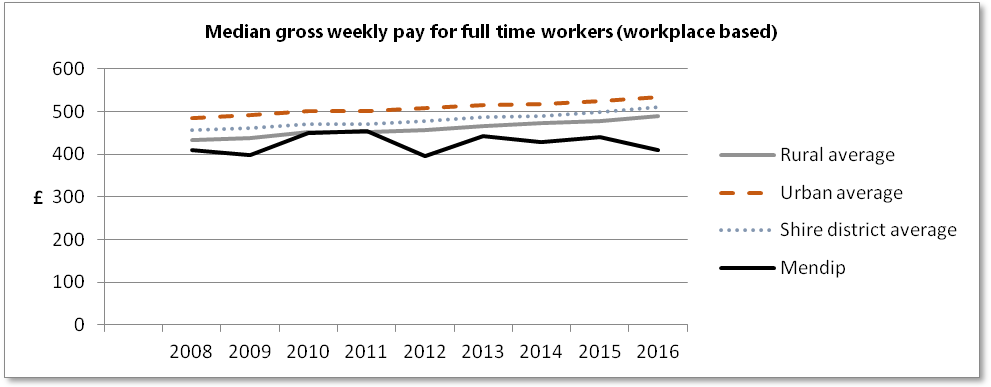 Median gross weekly pay for full time workers (workplace based)
600
500
400
300
200
100
0
£
2008 2009 2010 2011 2012 2013 2014 2015 2016
Rural average
Urban average
Shire district average
Mendip